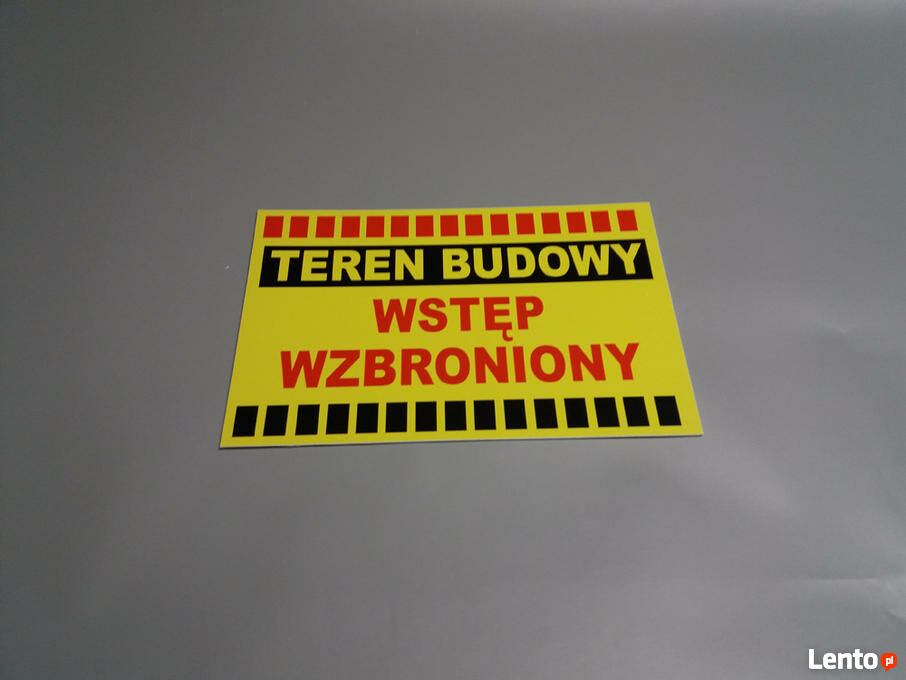 TEREN BUDOWY
WSTĘP
WZBRONIONY
Lento pl